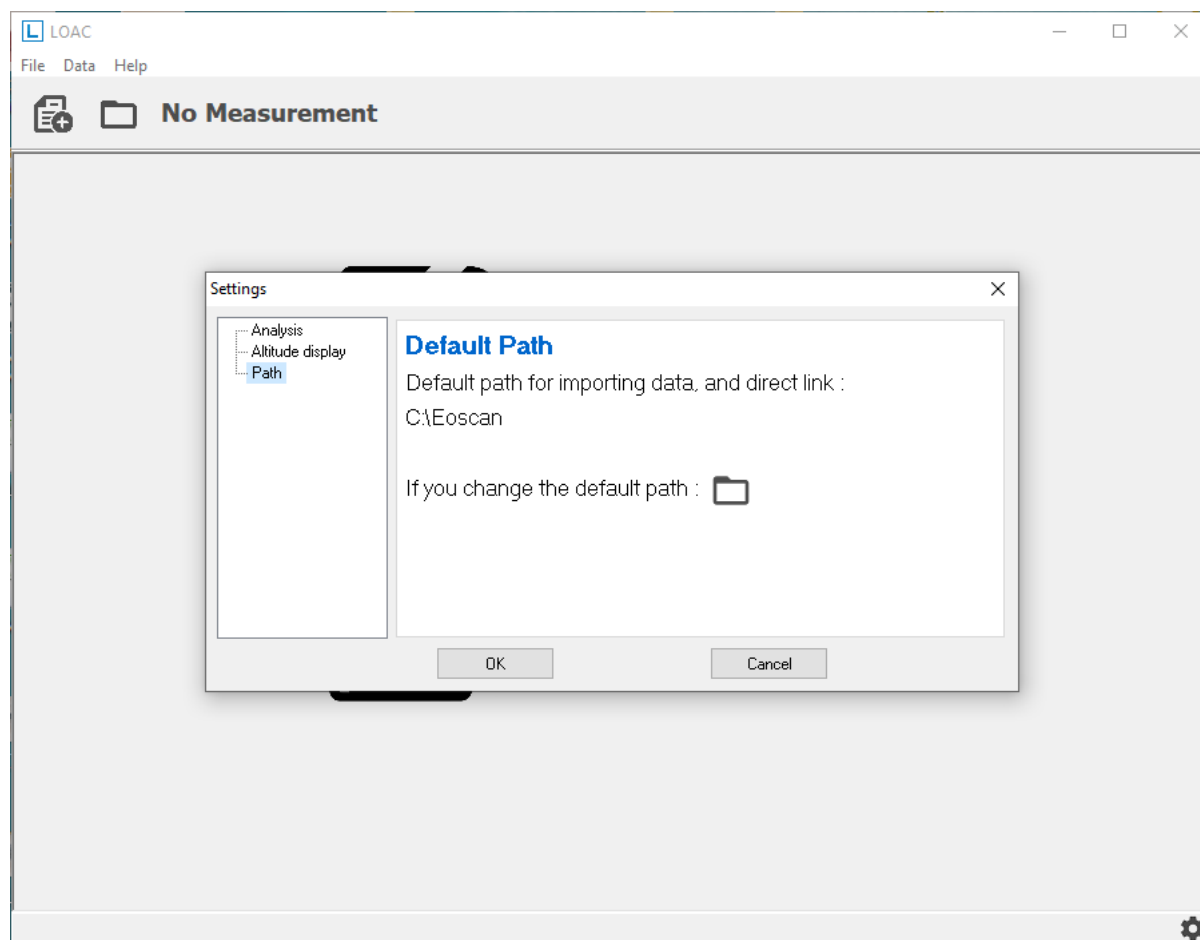 L LOAC
File Data Help
No Measurement
Settings
Analysis
Altitude display
Path
Default Path
Default path for importing data, and direct link :
C:\Eoscan
If you change the default path :
OK Cancel